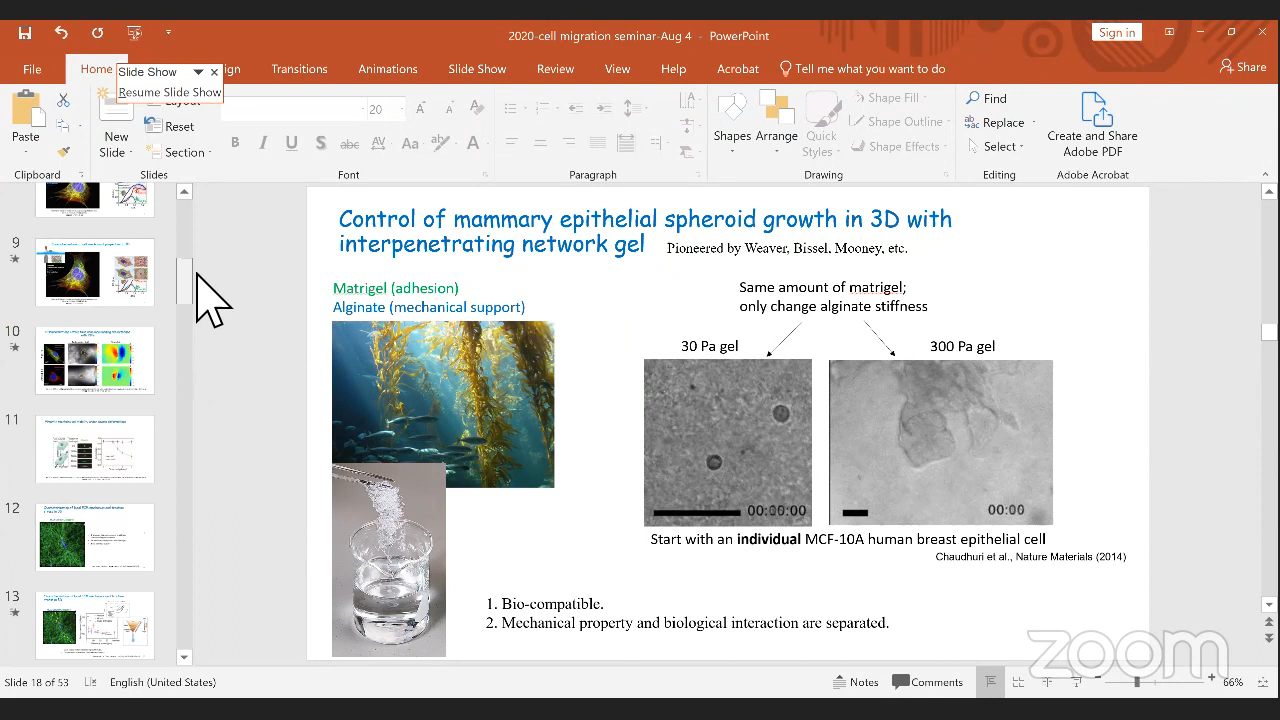 2020-cell migration seminar-Aug 4 - PowerPoint
Sign in
File
Home
Slide Show
Resume Slide Show
Transitions
Animations
Slide Show
Review
View
Help
Acrobat
Tell me what you want to do
Share
Paste
New
Slide
Reset
Section
20
B I U S abc AV Aa A
Shapes
Arrange
Quick
Styles
Shape Fill
Shape Outline
Shape Effects
Find
Replace
Select
Create and Share
Adobe PDF
Clipboard
Slides
Font
Paragraph
Drawing
Editing
Adobe Acrobat
9
10
11
12
13
Control of mammary epithelial spheroid growth in 3D with
interpenetrating network gel
Pioneered by Weaver, Bissel, Mooney, etc.
Matrigel (adhesion)
Alginate (mechanical support)
Same amount of matrigel;
only change alginate stiffness
30 Pa gel
300 Pa gel
00:00:00
00:00
Start with an individual MCF-10A human breast epithelial cell
Chaudhuri et al., Nature Materials (2014)
1. Bio-compatible.
2. Mechanical property and biological interaction are separated.
zoom
Slide 18 of 53
English (United States)
Notes
Comments
66%